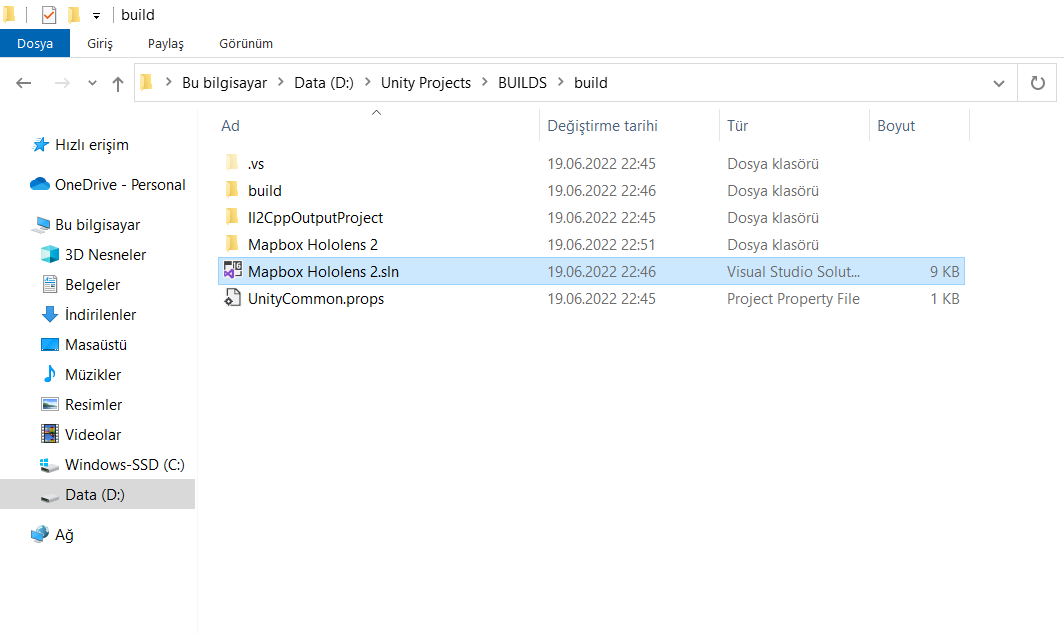 build
Dosya Giriş Paylaş Görünüm
Bu bilgisayar Data (D:) Unity Projects BUILDS build
Ad Değiştirme tarihi Tür Boyut
Hızlı erişim
OneDrive - Personal
Bu bilgisayar
3D Nesneler
Belgeler
İndirilenler
Masaüstü
Müzikler
Resimler
Videolar
Windows-SSD (C:)
Data (D:)
Ağ
.vs 19.06.2022 22:45 Dosya klasörü
build 19.06.2022 22:46 Dosya klasörü
Il2CppOutputProject 19.06.2022 22:45 Dosya klasörü
Mapbox Hololens 2 19.06.2022 22:51 Dosya klasörü
Mapbox Hololens 2.sln 19.06.2022 22:46 Visual Studio Solut... 9 KB
UnityCommon.props 19.06.2022 22:45 Project Property File 1 KB